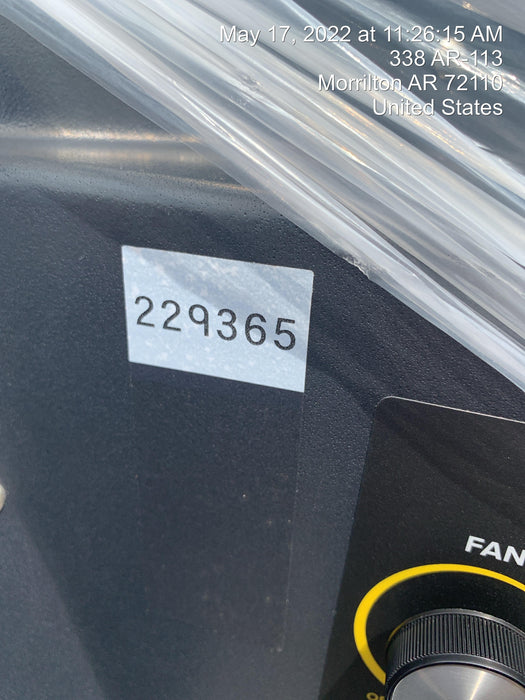 May 17, 2022 at 11:26:15 AM
338 AR-113
Morrilton AR 72110
United States
229365
FAN